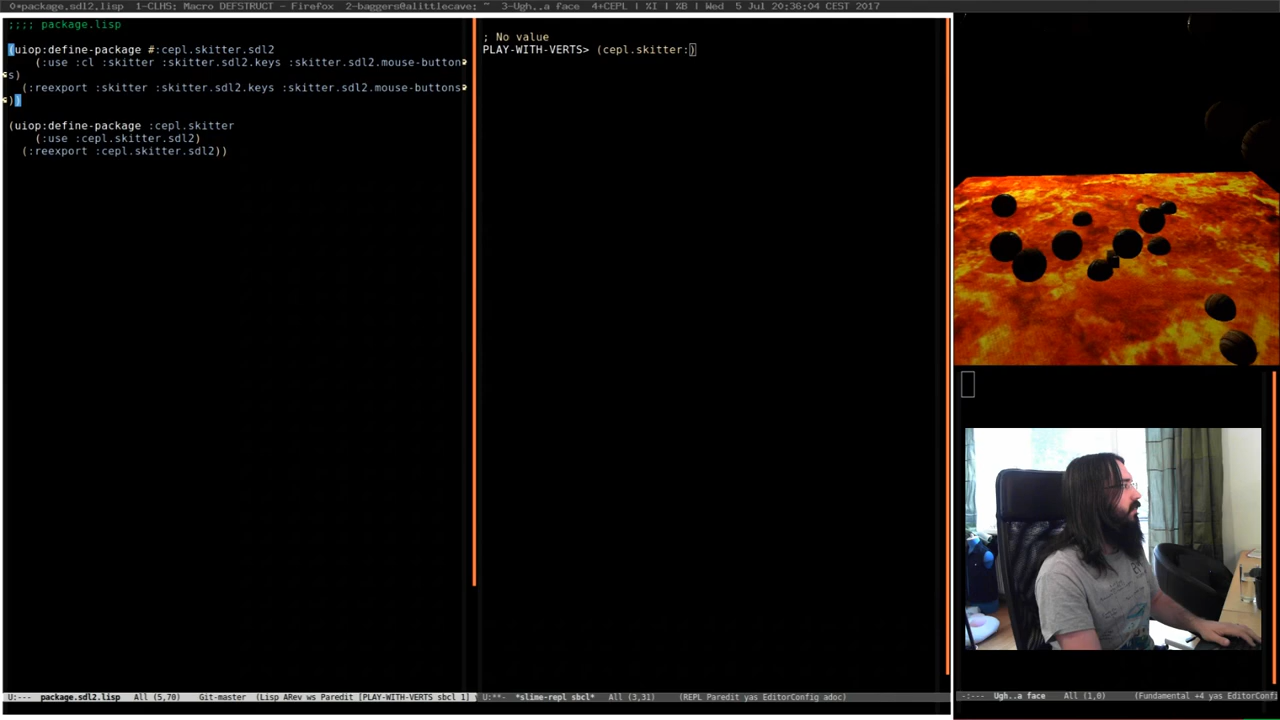 0*package.sdl2.lisp  1-CLHS: Macro DEFSTRUCT - Firefox  2-baggers@alittlecave: ~  3-Ugh..a face  4+CEPL | %I | %B | Wed  5 Jul 20:36:04 CEST 2017
;;;; package.lisp
(uiop:define-package #:cepl.skitter.sdl2
    (:use :cl :skitter :skitter.sdl2.keys :skitter.sdl2.mouse-button
s)
  (:reexport :skitter :skitter.sdl2.keys :skitter.sdl2.mouse-buttons
))
(uiop:define-package :cepl.skitter
    (:use :cepl.skitter.sdl2)
  (:reexport :cepl.skitter.sdl2))
; No value
PLAY-WITH-VERTS> (cepl.skitter:)
U:---  package.sdl2.lisp   All (5,70)    Git-master  (Lisp ARev ws Paredit [PLAY-WITH-VERTS sbcl 1]
U:**-  *slime-repl sbcl*   All (3,31)    (REPL Paredit yas EditorConfig adoc)
-:---  Ugh..a face    All (1,0)    (Fundamental +4 yas EditorConfi